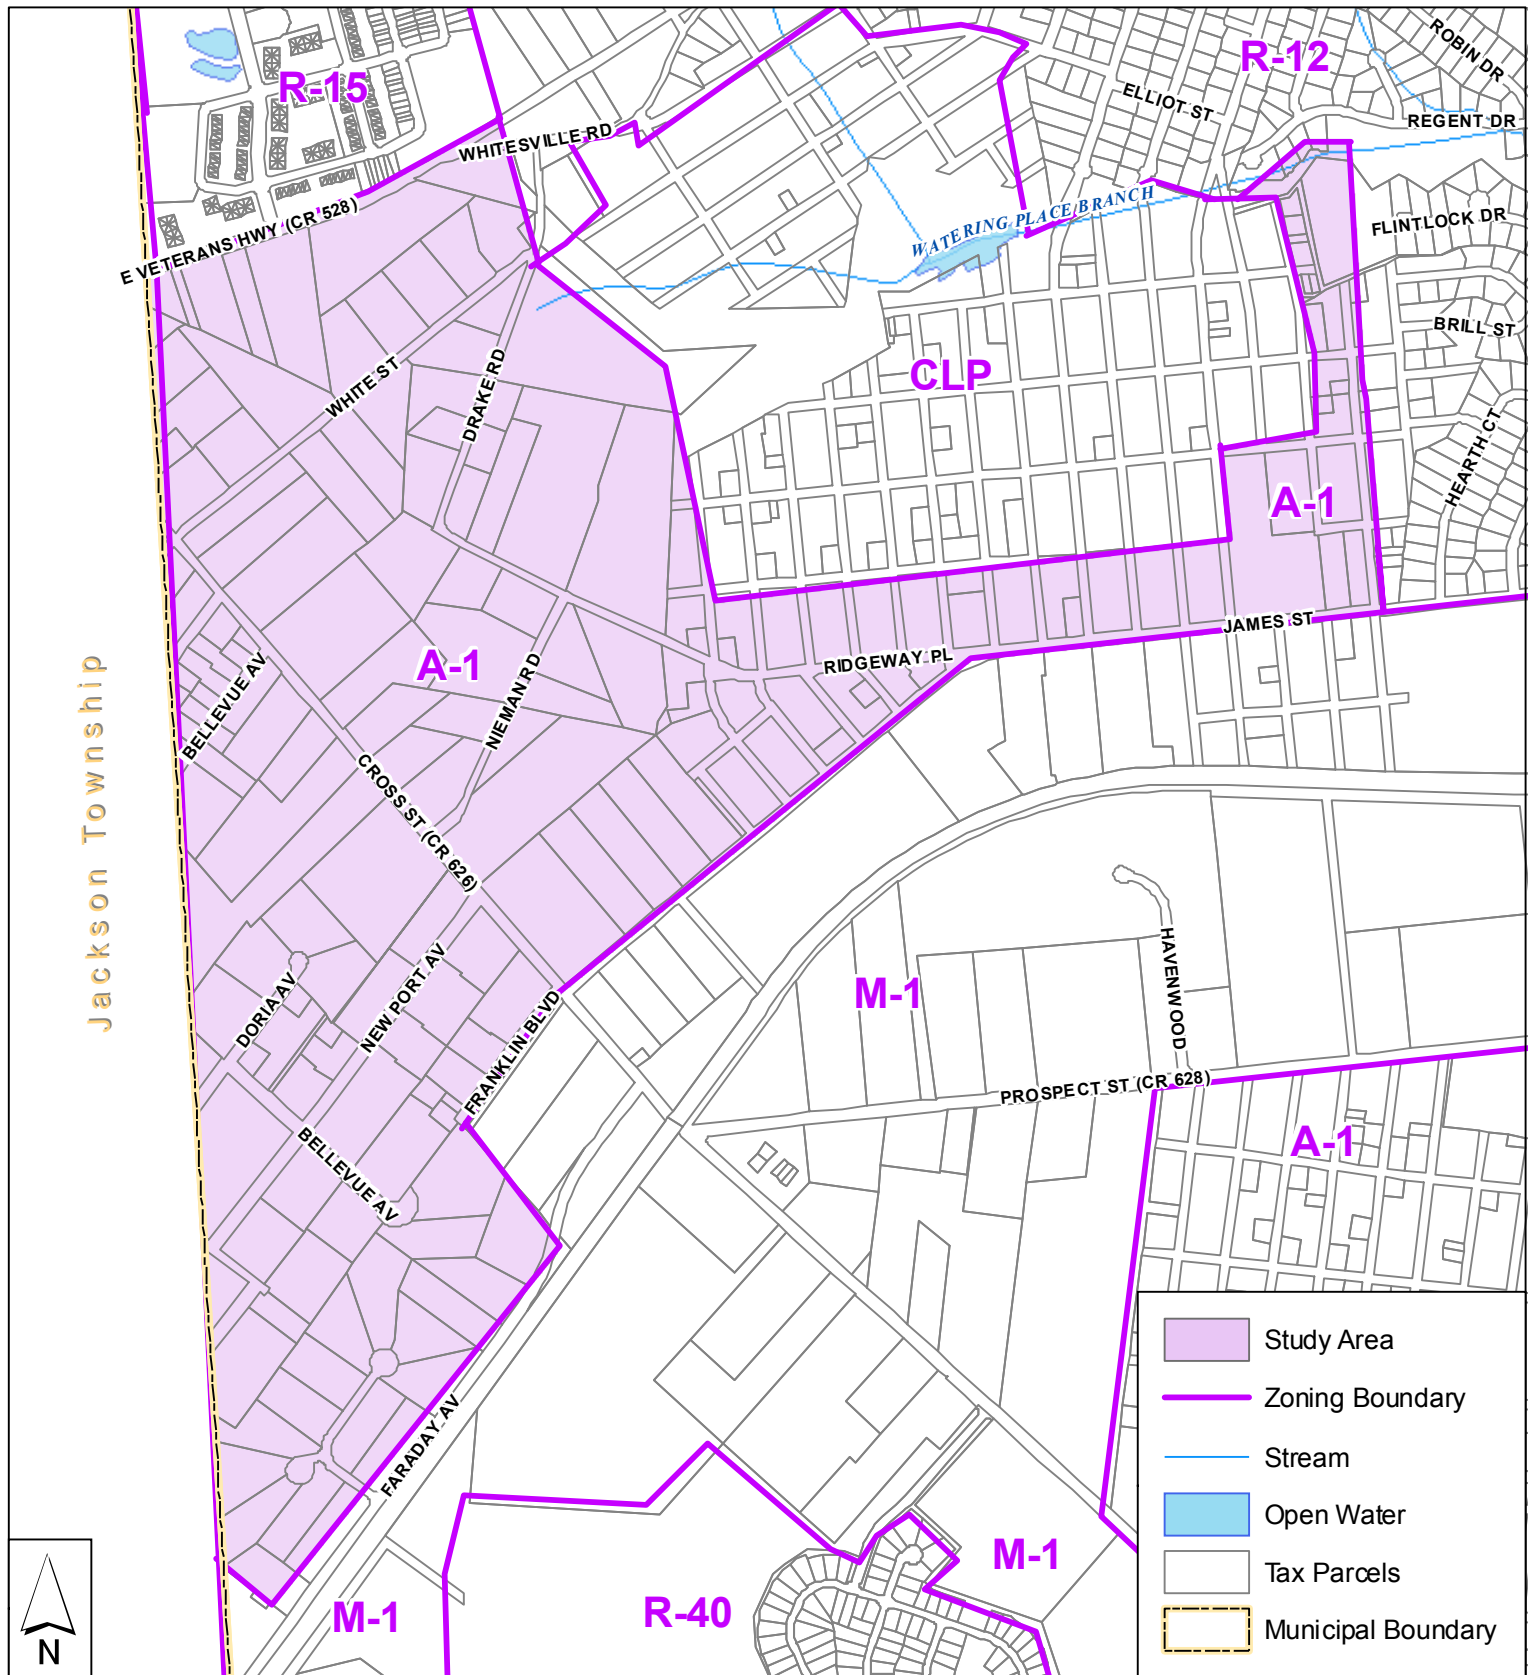 R-15
R-12
ROBIN DR
ELLIOT ST
REGENT DR
WHITESVILLE RD
E VETERANS HWY (CR 528)
WATERING PLACE BRANCH
FLINTLOCK DR
BRILL ST
WHITE ST
DRAKE RD
CLP
HEARTH CT
A-1
JAMES ST
RIDGEWAY PL
A-1
BELLEVUE AV
NIEMAN RD
Jackson Township
CROSS ST (CR 626)
HAVENWOOD
M-1
DORIA AV
NEW PORT AV
FRANKLIN BLVD
PROSPECT ST (CR 628)
A-1
BELLEVUE AV
FARADAY AV
M-1
M-1
R-40
N
Study Area
Zoning Boundary
Stream
Open Water
Tax Parcels
Municipal Boundary